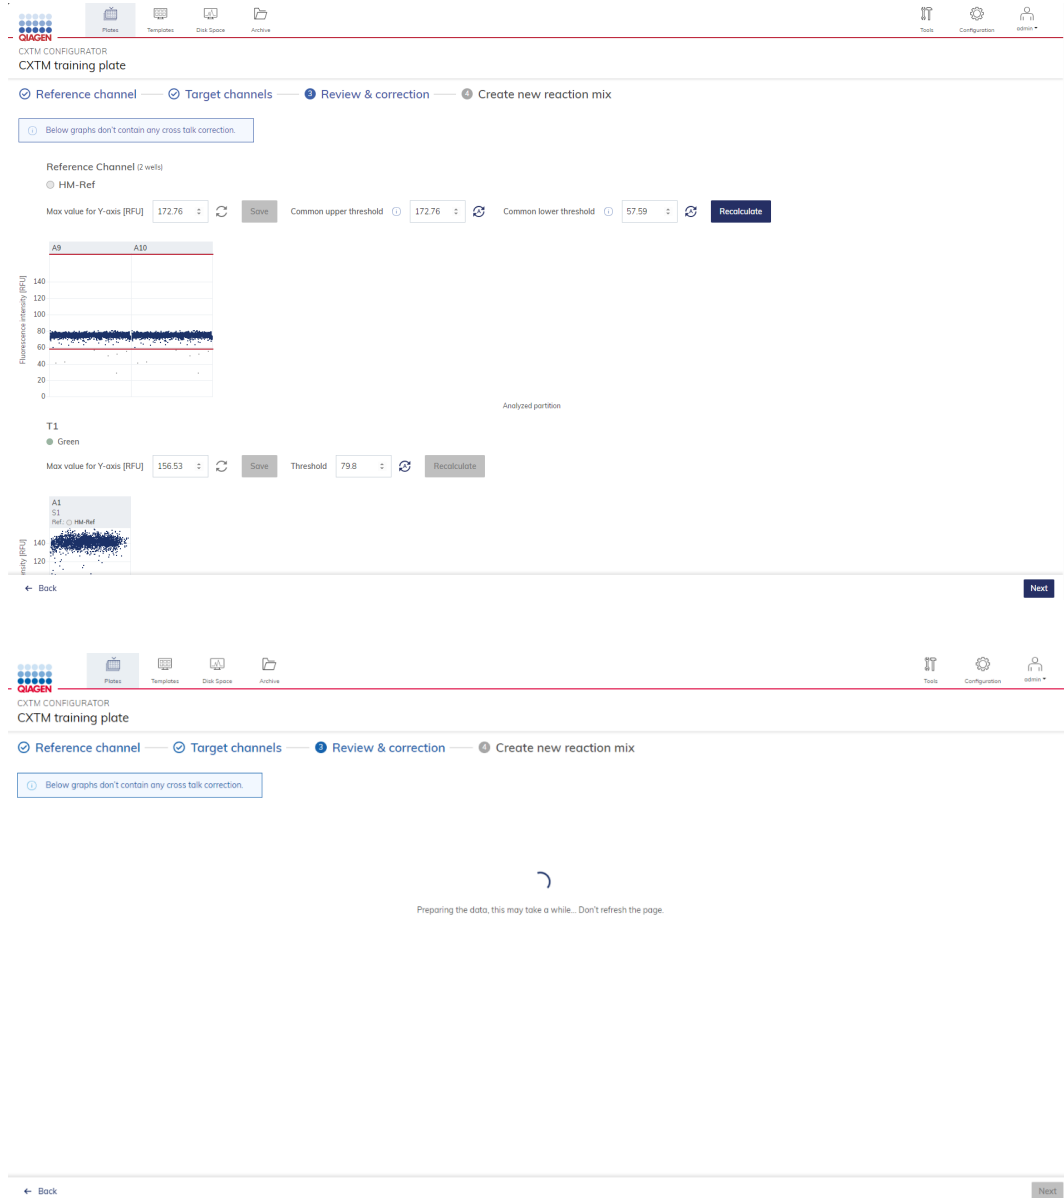 QIAGEN
Plates Templates Disk Space Archive Tools Configuration admin
CXTM CONFIGURATOR
CXTM training plate
Reference channel Target channels 3 Review & correction 4 Create new reaction mix
Below graphs don't contain any cross talk correction.
Reference Channel (2 wells)
HM-Ref
Max value for Y-axis [RFU] 172.76 Save Common upper threshold 172.76 Common lower threshold 57.59 Recalculate
A9 A10
Fluorescence intensity [RFU]
140
120
100
80
60
40
20
0
Analyzed partition
T1
Green
Max value for Y-axis [RFU] 156.53 Save Threshold 79.8 Recalculate
A1
S1
Ref.: HM-Ref
[RFU]
140
120
Back Next
QIAGEN
Plates Templates Disk Space Archive Tools Configuration admin
CXTM CONFIGURATOR
CXTM training plate
Reference channel Target channels 3 Review & correction 4 Create new reaction mix
Below graphs don't contain any cross talk correction.
Preparing the data, this may take a while... Don't refresh the page.
Back Next